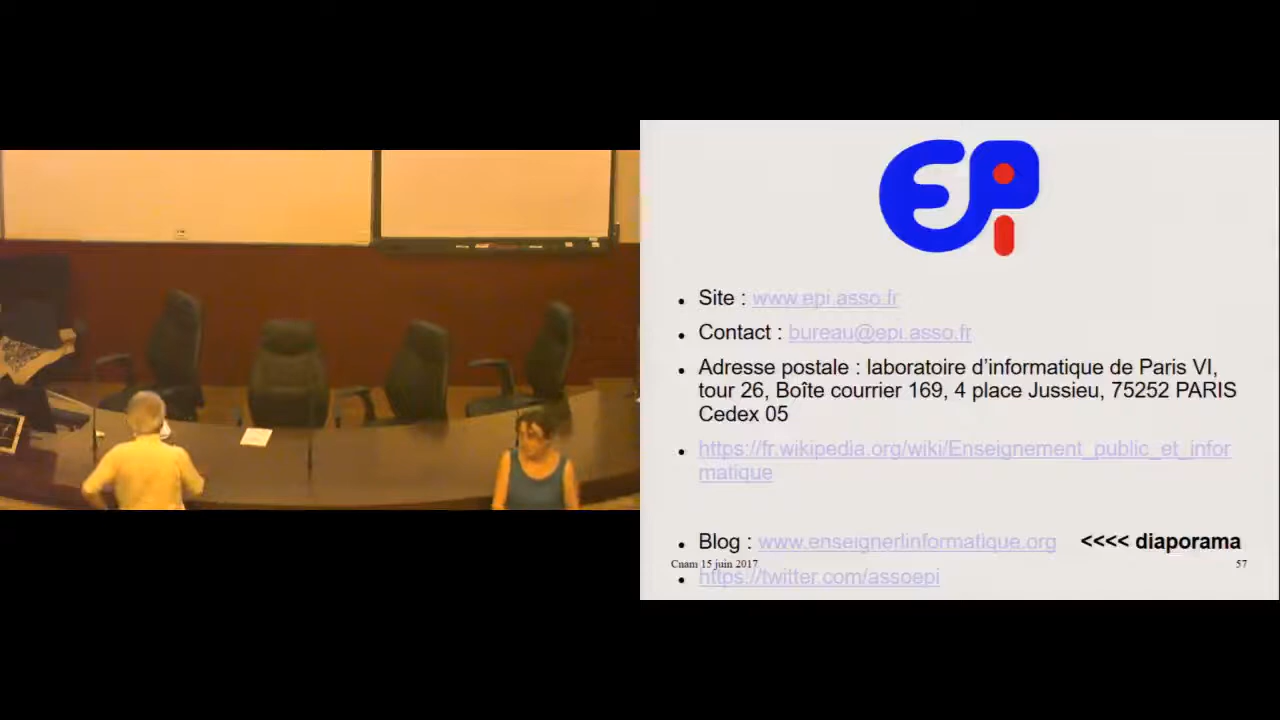 EPI
Site : www.epi.asso.fr
Contact : bureau@epi.asso.fr
Adresse postale : laboratoire d’informatique de Paris VI,
tour 26, Boîte courrier 169, 4 place Jussieu, 75252 PARIS
Cedex 05
https://fr.wikipedia.org/wiki/Enseignement_public_et_infor
matique
Blog : www.enseignerlinformatique.org <<<< diaporama
Cnam 15 juin 2017 57
https://twitter.com/assoepi